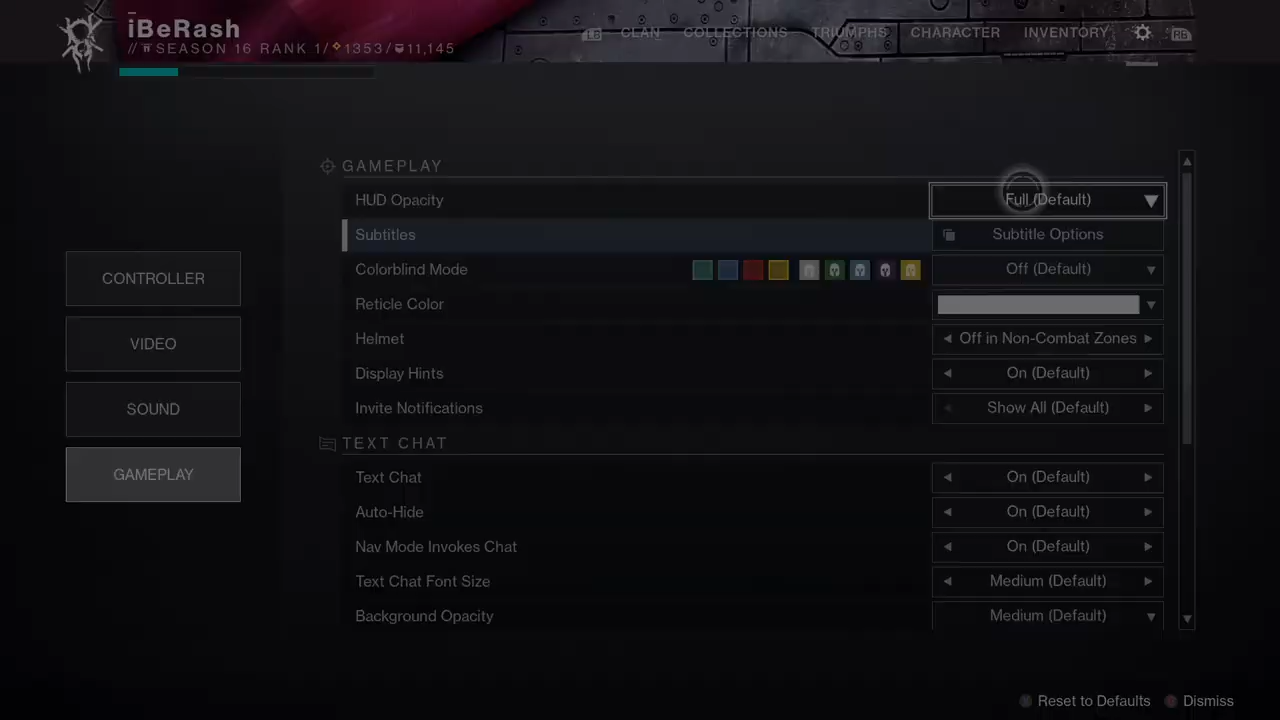 iBeRash
// SEASON 16 RANK 1/ 1353/ 11,145
LB CLAN COLLECTIONS TRIUMPHS CHARACTER INVENTORY RB
GAMEPLAY
HUD Opacity Full (Default)
Subtitles Subtitle Options
Colorblind Mode Off (Default)
Reticle Color
Helmet Off in Non-Combat Zones
Display Hints On (Default)
Invite Notifications Show All (Default)
TEXT CHAT
Text Chat On (Default)
Auto-Hide On (Default)
Nav Mode Invokes Chat On (Default)
Text Chat Font Size Medium (Default)
Background Opacity Medium (Default)
CONTROLLER
VIDEO
SOUND
GAMEPLAY
Reset to Defaults Dismiss